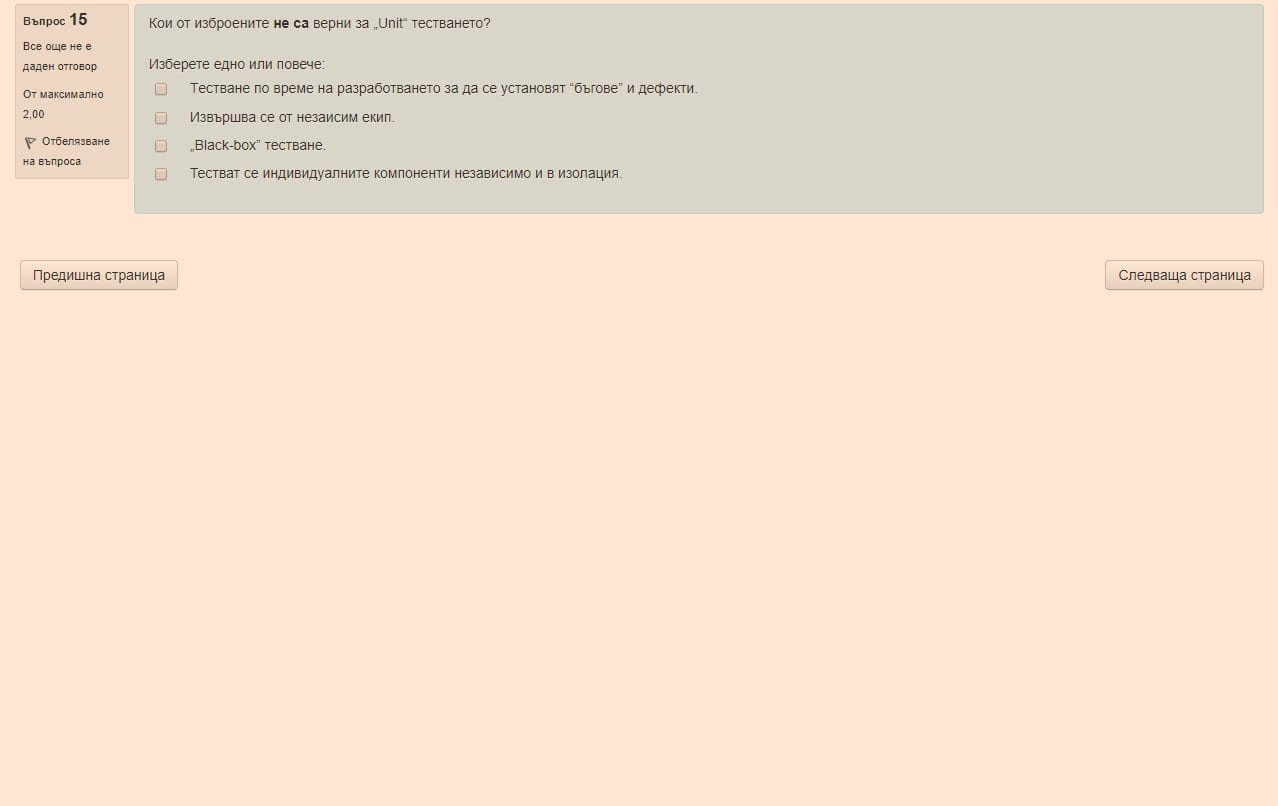 Въпрос 15
Все още не е
даден отговор
От максимално
2,00
Отбелязване
на въпроса
Кои от изброените не са верни за „Unit“ тестването?
Изберете едно или повече:
Тестване по време на разработването за да се установят “бъгове” и дефекти.
Извършва се от незаисим екип.
„Black-box” тестване.
Тестват се индивидуалните компоненти независимо и в изолация.
Предишна страница
Следваща страница